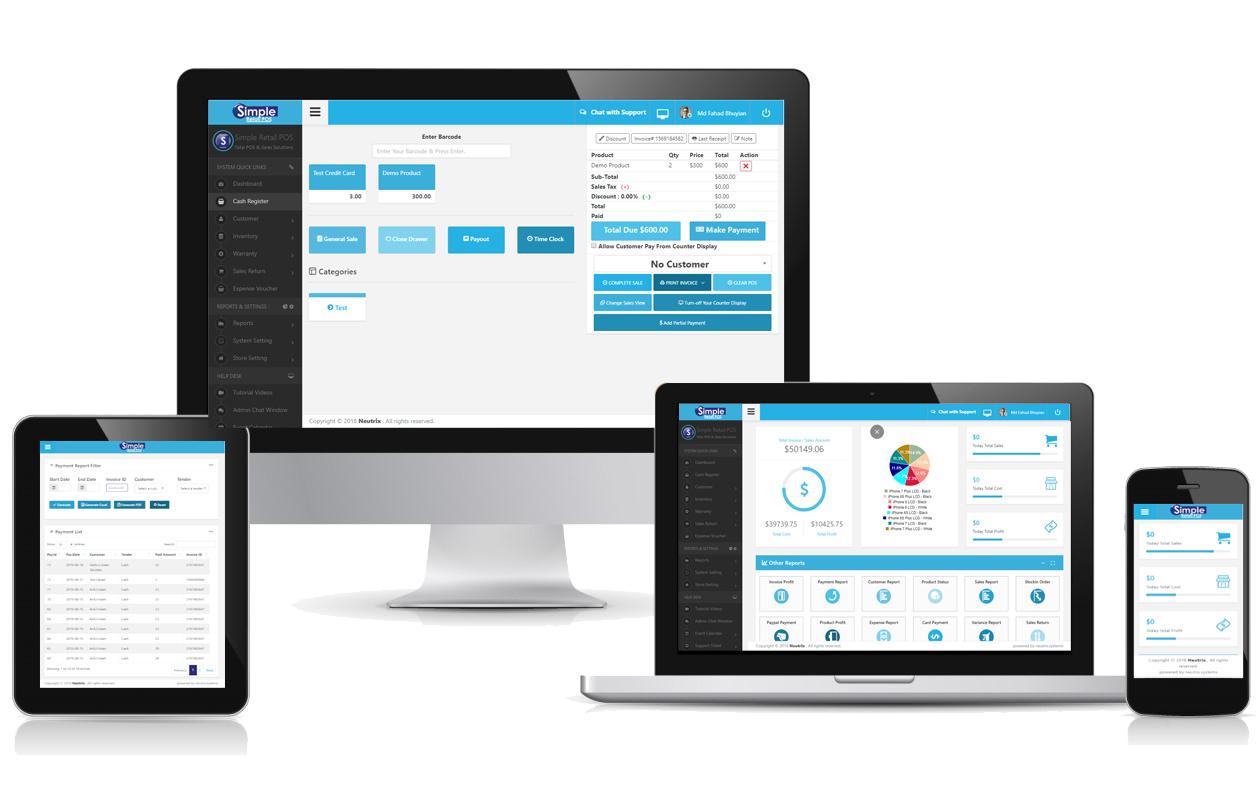 Simple
Retail POS
Chat with Support
Md Fahad Bhuyian
Simple Retail POS
Retail POS & Sales Solutions
SYSTEM QUICK LINKS
Dashboard
Cash Register
Customer
Inventory
Warranty
Sales Return
Expense Voucher
REPORTS & SETTINGS
Reports
System Setting
Store Setting
HELP DESK
Tutorial Videos
Admin Chat Window
Event Calendar
Enter Barcode
Enter Your Barcode & Press Enter.
Test Credit Card
3.00
Demo Product
300.00
General Sale
Close Drawer
Payout
Time Clock
Categories
Test
Discount
Invoice# 1569184582
Last Receipt
Note
Product Qty Price Total Action
Demo Product 2 $300 $600
Sub-Total $600.00
Sales Tax (+) $0.00
Discount : 0.00% (-) $0.00
Total $600.00
Paid $0
Total Due $600.00
Make Payment
Allow Customer Pay From Counter Display
No Customer
COMPLETE SALE
PRINT INVOICE
CLEAR POS
Change Sales View
Turn-off Your Counter Display
$ Add Partial Payment
Copyright © 2018 Neutrix . All rights reserved.
Simple
Payment Report Filter
Start Date End Date Invoice ID Customer Tender
Generate
Generate Excel
Generate PDF
Reset
Payment List
Search:
Pay Id Pay Date Customer Tender Paid Amount Invoice ID
Previous 1 2 Next
Copyright © 2018 Neutrix . All rights reserved.
powered by neutrix.systems
Simple
Chat with Support
Md Fahad Bhuyian
Simple Retail POS
Retail POS & Sales Solutions
SYSTEM QUICK LINKS
Dashboard
Cash Register
Customer
Inventory
Warranty
Sales Return
Expense Voucher
REPORTS & SETTINGS
Reports
System Setting
Store Setting
HELP DESK
Tutorial Videos
Admin Chat Window
Event Calendar
Support Ticket
Total Invoice / Sales Amount
$50149.06
$
$39739.75
Total Cost
$10425.75
Total Profit
iPhone 7 Plus LCD - Black
iPhone 6S Plus LCD - White
iPhone 6 LCD - Black
iPhone 6 LCD - White
iPhone 6S LCD - Black
iPhone 6S Plus LCD - White
iPhone 7 LCD - Black
iPhone 7 Plus LCD - White
$0
Today Total Sales
$0
Today Total Cost
$0
Today Total Profit
Other Reports
Invoice Profit
Payment Report
Customer Report
Product Status
Sales Report
Stockin Order
Paypal Payment
Product Profit
Expense Report
Card Payment
Variance Report
Sales Return
Copyright © 2018 Neutrix . All rights reserved.
powered by neutrix.systems
Simple
$0
Today Total Sales
$0
Today Total Cost
$0
Today Total Profit
Copyright © 2018 Neutrix . All rights
reserved.
powered by neutrix.systems